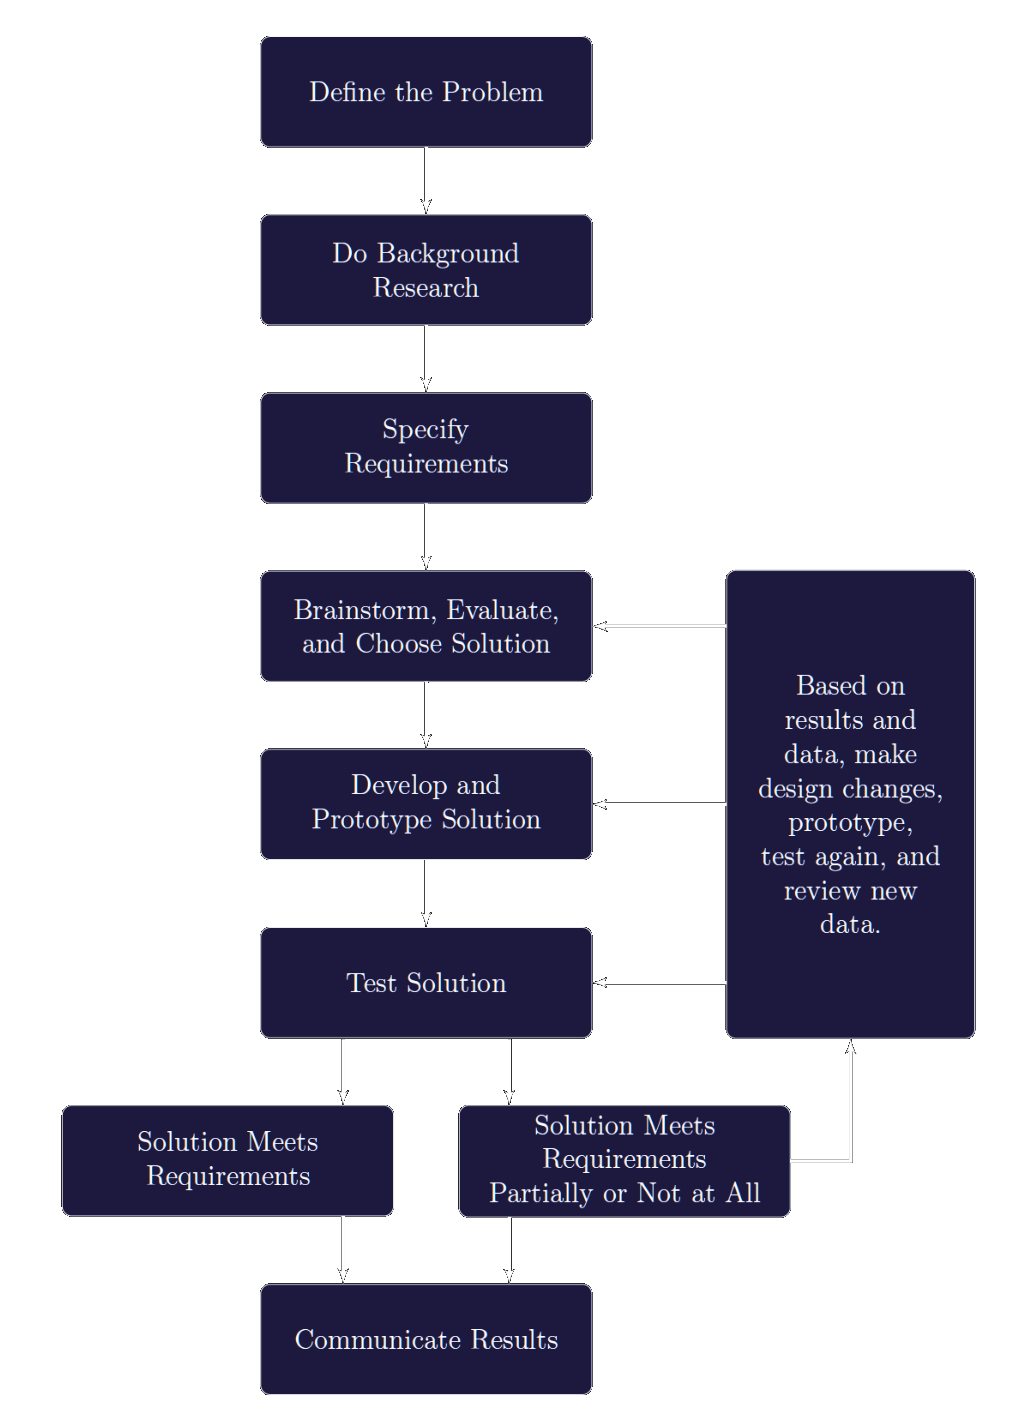 Define the Problem
Do Background
Research
Specify
Requirements
Brainstorm, Evaluate,
and Choose Solution
Develop and
Prototype Solution
Based on
results and
data, make
design changes,
prototype,
test again, and
review new
data.
Test Solution
Solution Meets
Requirements
Solution Meets
Requirements
Partially or Not at All
Communicate Results